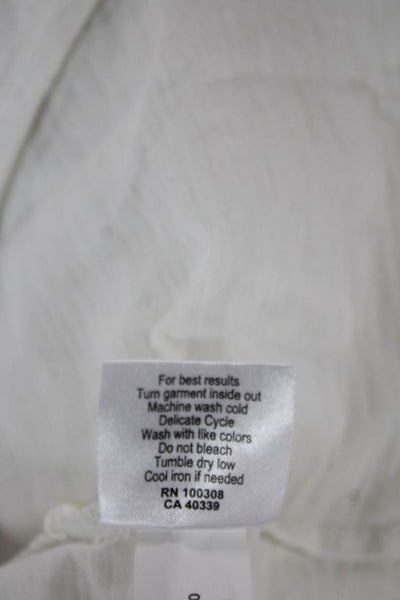 For best results
Turn garment inside out
Machine wash cold
Delicate Cycle
Wash with like colors
Do not bleach
Tumble dry low
Cool iron if needed
RN 100308
CA 40339